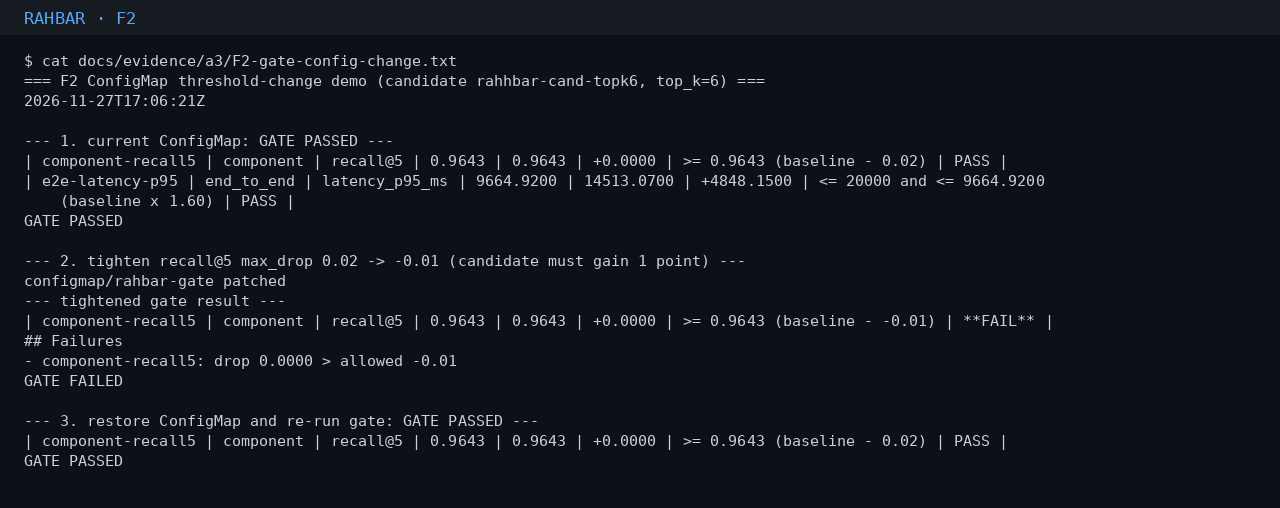 RAHBAR · F2
$ cat docs/evidence/a3/F2-gate-config-change.txt
=== F2 ConfigMap threshold-change demo (candidate rahhbar-cand-topk6, top_k=6) ===
2026-11-27T17:06:21Z
--- 1. current ConfigMap: GATE PASSED ---
| component-recall5 | component | recall@5 | 0.9643 | 0.9643 | +0.0000 | >= 0.9643 (baseline - 0.02) | PASS |
| e2e-latency-p95 | end_to_end | latency_p95_ms | 9664.9200 | 14513.0700 | +4848.1500 | <= 20000 and <= 9664.9200
(baseline x 1.60) | PASS |
GATE PASSED
--- 2. tighten recall@5 max_drop 0.02 -> -0.01 (candidate must gain 1 point) ---
configmap/rahbar-gate patched
--- tightened gate result ---
| component-recall5 | component | recall@5 | 0.9643 | 0.9643 | +0.0000 | >= 0.9643 (baseline - -0.01) | **FAIL** |
## Failures
- component-recall5: drop 0.0000 > allowed -0.01
GATE FAILED
--- 3. restore ConfigMap and re-run gate: GATE PASSED ---
| component-recall5 | component | recall@5 | 0.9643 | 0.9643 | +0.0000 | >= 0.9643 (baseline - 0.02) | PASS |
GATE PASSED